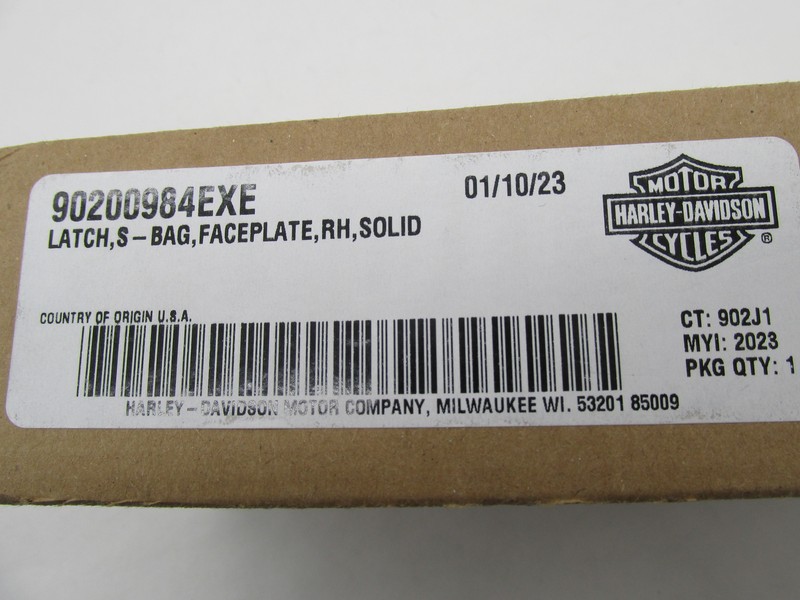 90200984EXE
01/10/23
LATCH,S-BAG,FACEPLATE,RH,SOLID
MOTOR
HARLEY-DAVIDSON
CYCLES
®
COUNTRY OF ORIGIN U.S.A.
CT: 902J1
MYI: 2023
PKG QTY: 1
HARLEY-DAVIDSON MOTOR COMPANY, MILWAUKEE WI. 53201 85009